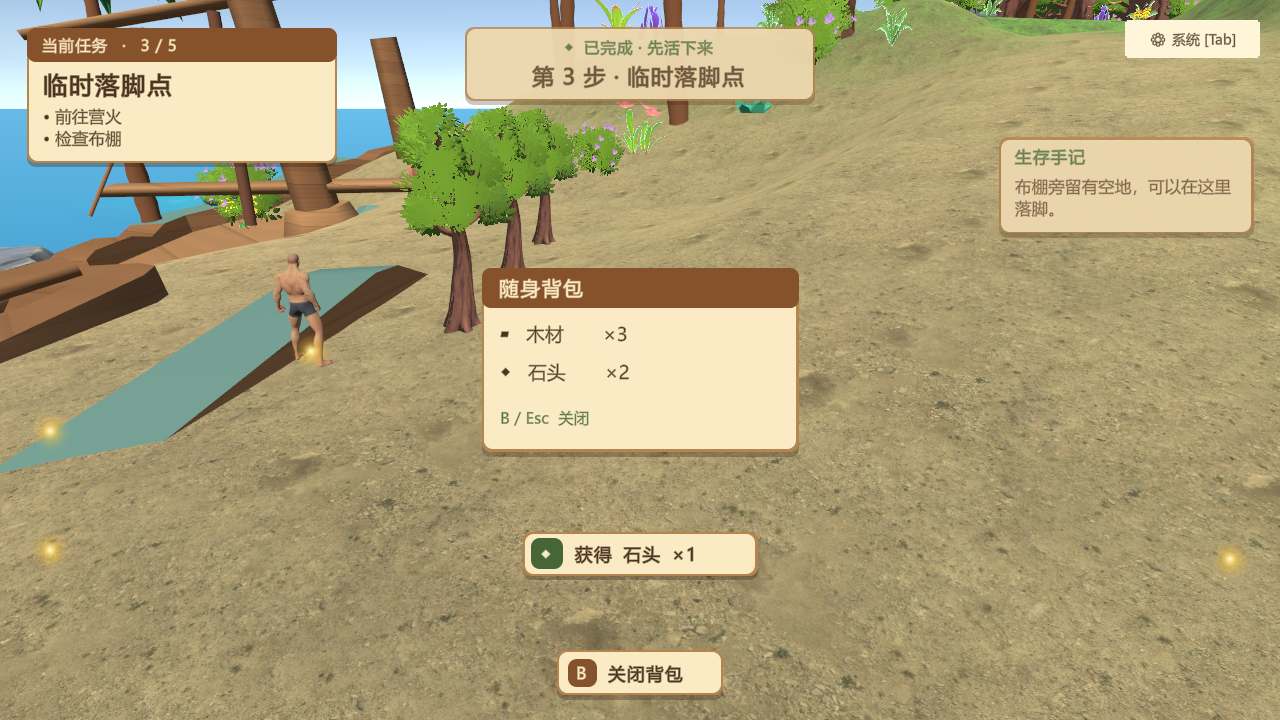 当前任务 · 3 / 5
临时落脚点
• 前往营火
• 检查布棚
已完成 · 先活下来
第 3 步 · 临时落脚点
系统 [Tab]
生存手记
布棚旁留有空地，可以在这里
落脚。
随身背包
木材 ×3
石头 ×2
B / Esc 关闭
获得 石头 ×1
B 关闭背包